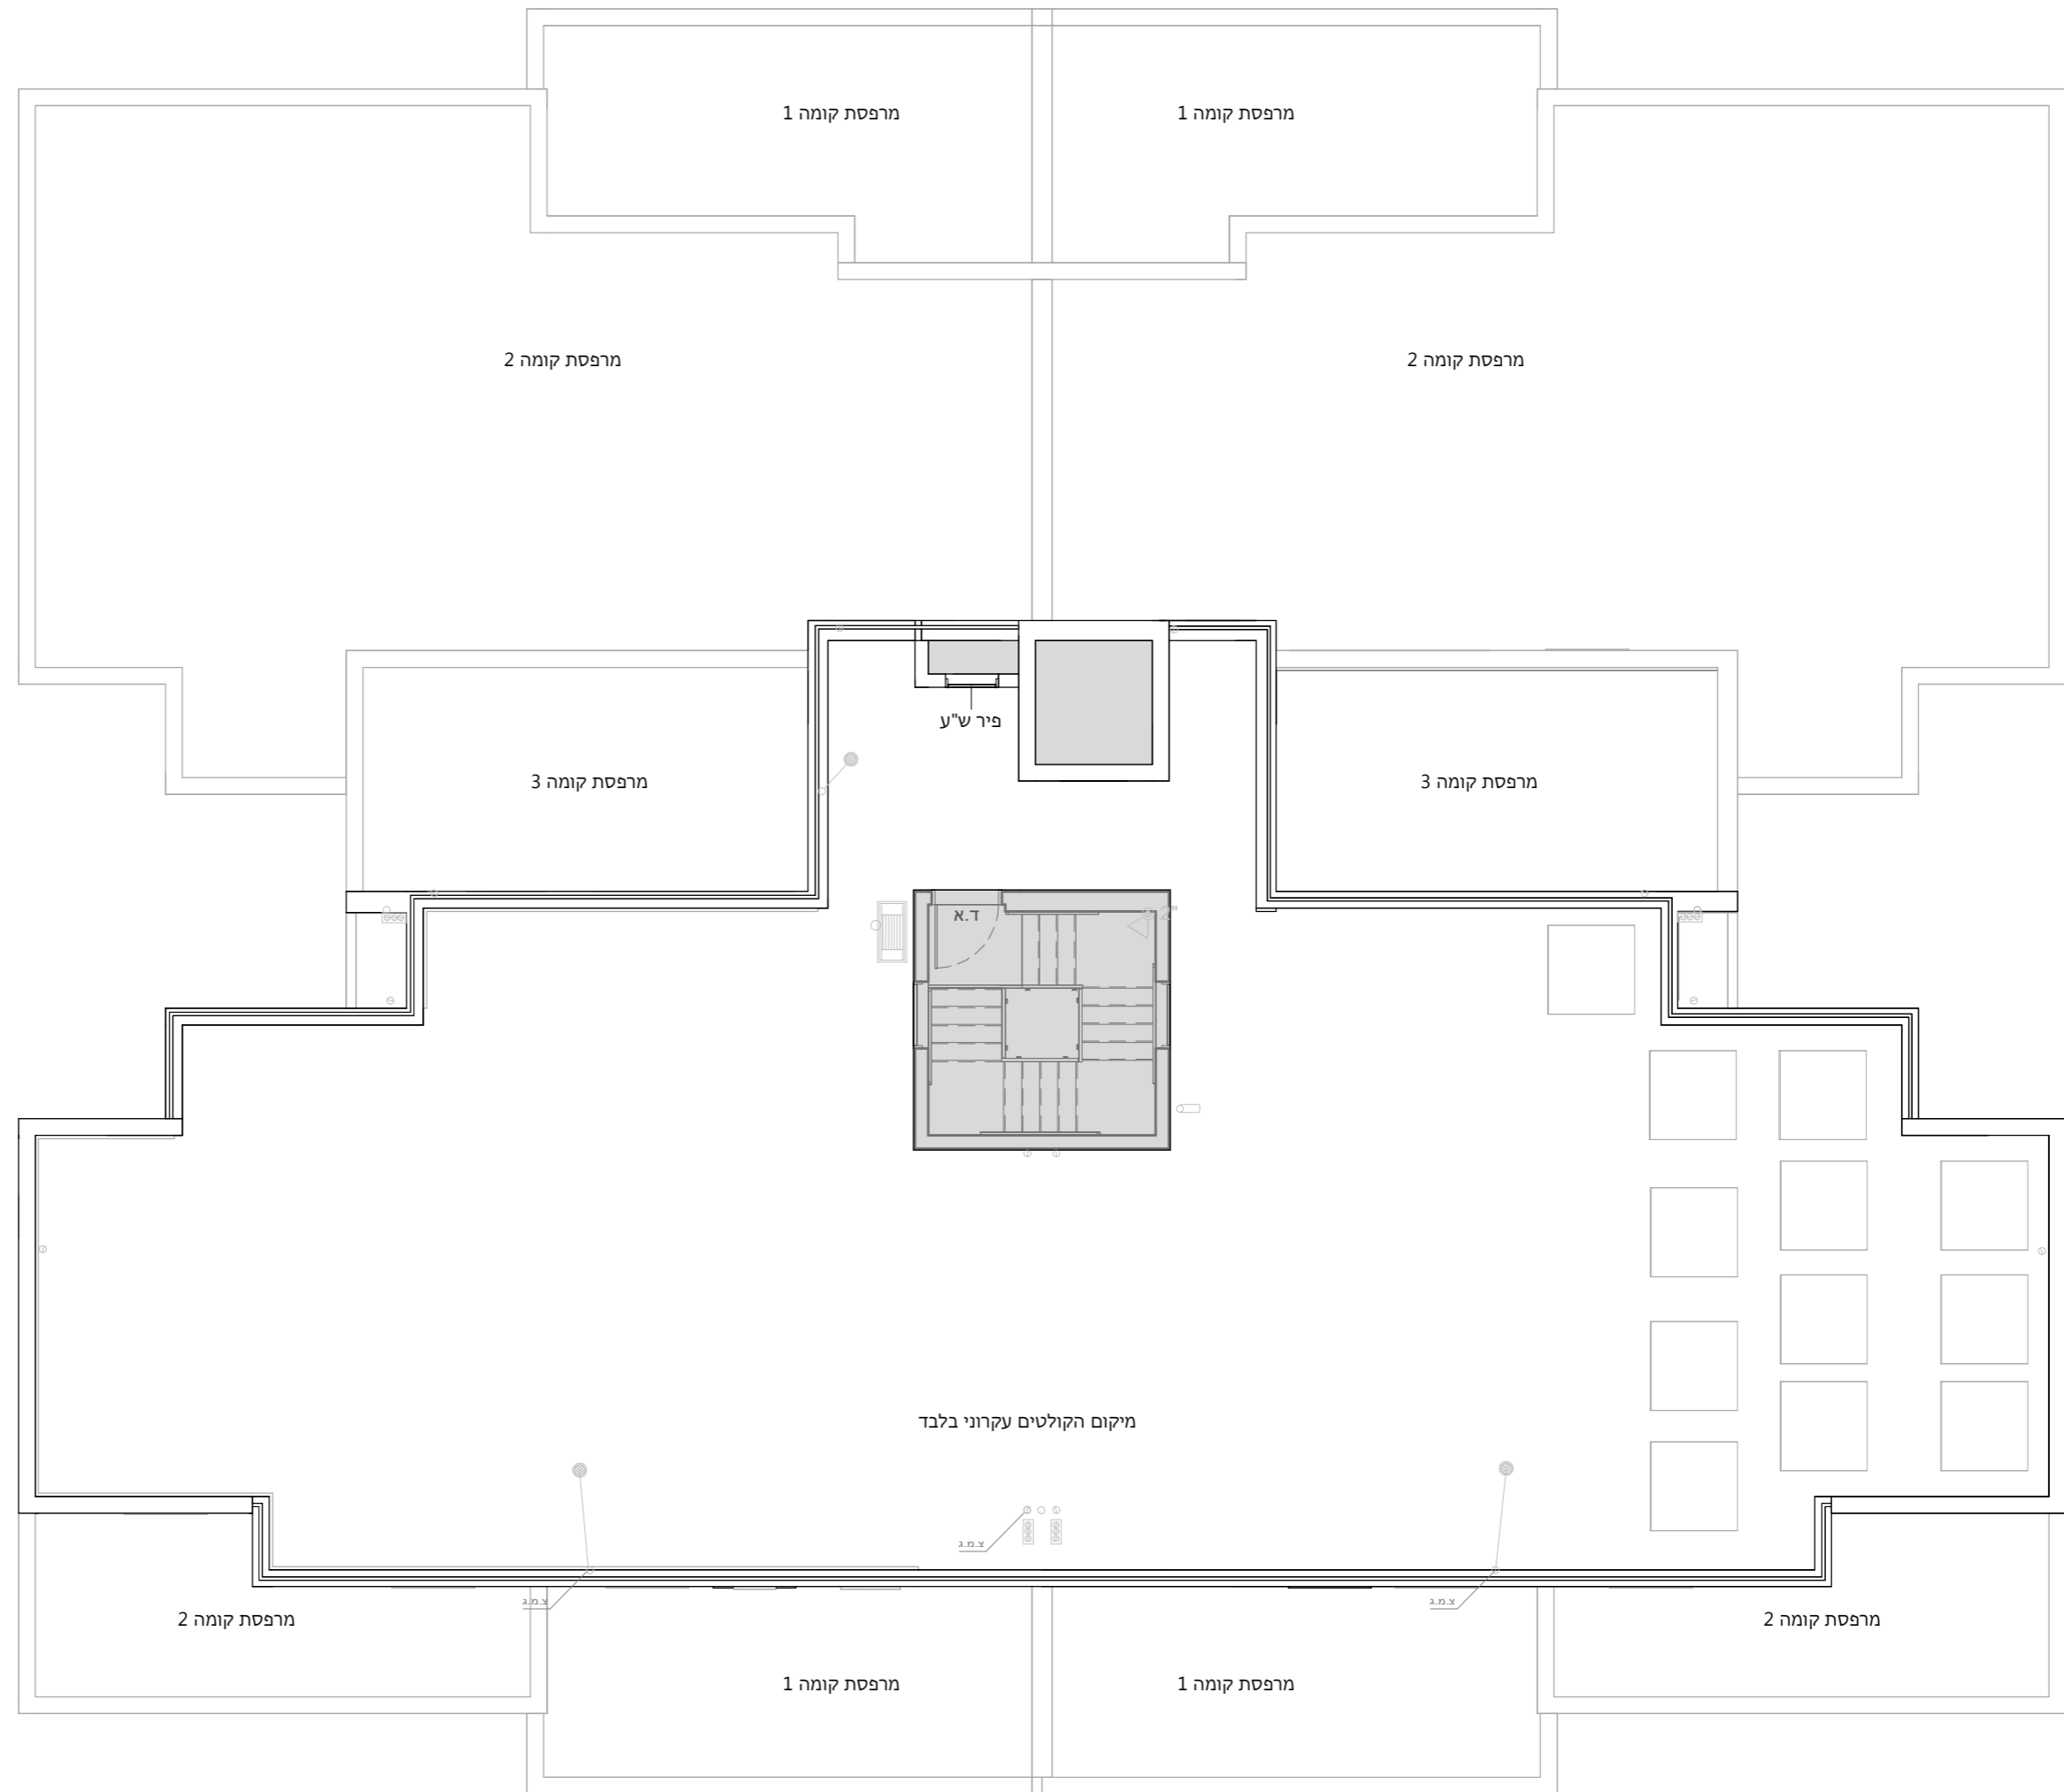 מרפסת קומה 1
מרפסת קומה 1
מרפסת קומה 2
מרפסת קומה 2
פיר ש"ע
מרפסת קומה 3
מרפסת קומה 3
ד.א
2"
מיקום הקולטים עקרוני בלבד
צ.מ.ג
צ.מ.ג
צ.מ.ג
מרפסת קומה 2
מרפסת קומה 2
מרפסת קומה 1
מרפסת קומה 1